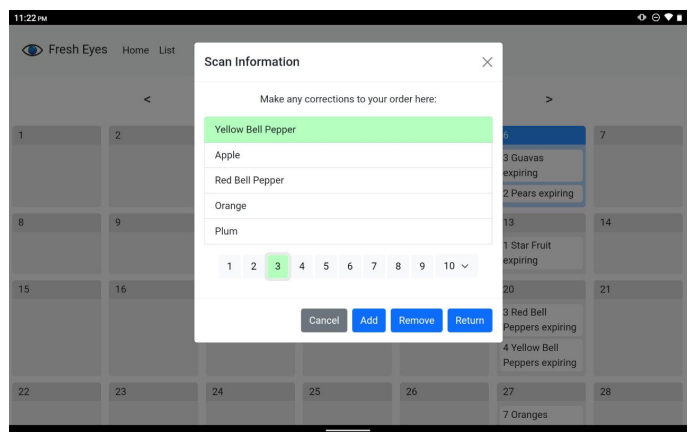 11:22 PM
Fresh Eyes Home List
Scan Information
Make any corrections to your order here:
Yellow Bell Pepper
Apple
Red Bell Pepper
Orange
Plum
1 2 3 4 5 6 7 8 9 10
Cancel Add Remove Return
< >
1 2 6 7
3 Guavas
expiring
2 Pears expiring
8 9 13 14
1 Star Fruit
expiring
15 16 20 21
3 Red Bell
Peppers expiring
4 Yellow Bell
Peppers expiring
22 23 24 25 26 27 28
7 Oranges